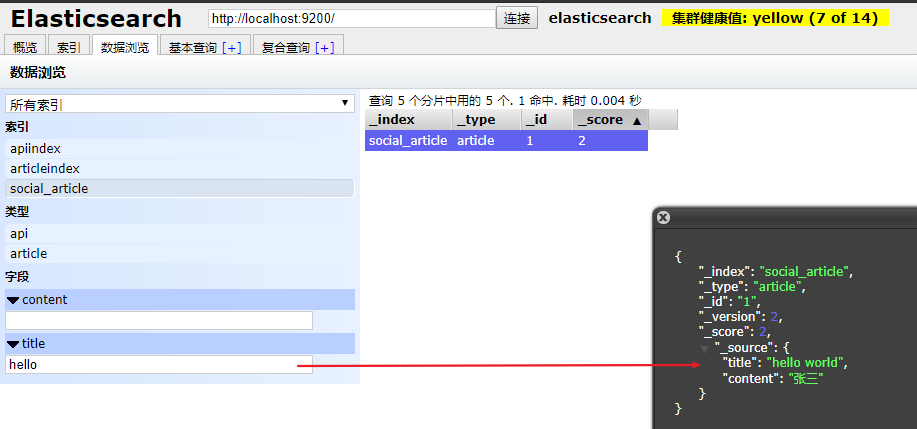 Elasticsearch http://localhost:9200/ 连接 elasticsearch 集群健康值: yellow (7 of 14)
概览 索引 数据浏览 基本查询 [+] 复合查询 [+]
数据浏览
所有索引
索引
apiindex
articleindex
social_article
类型
api
article
字段
content
title
hello
查询 5 个分片中用的 5 个. 1 命中. 耗时 0.004 秒
_index _type _id _score ▲
social_article article 1 2
{
"_index": "social_article",
"_type": "article",
"_id": "1",
"_version": 2,
"_score": 2,
"_source": {
"title": "hello world",
"content": "张三"
}
}